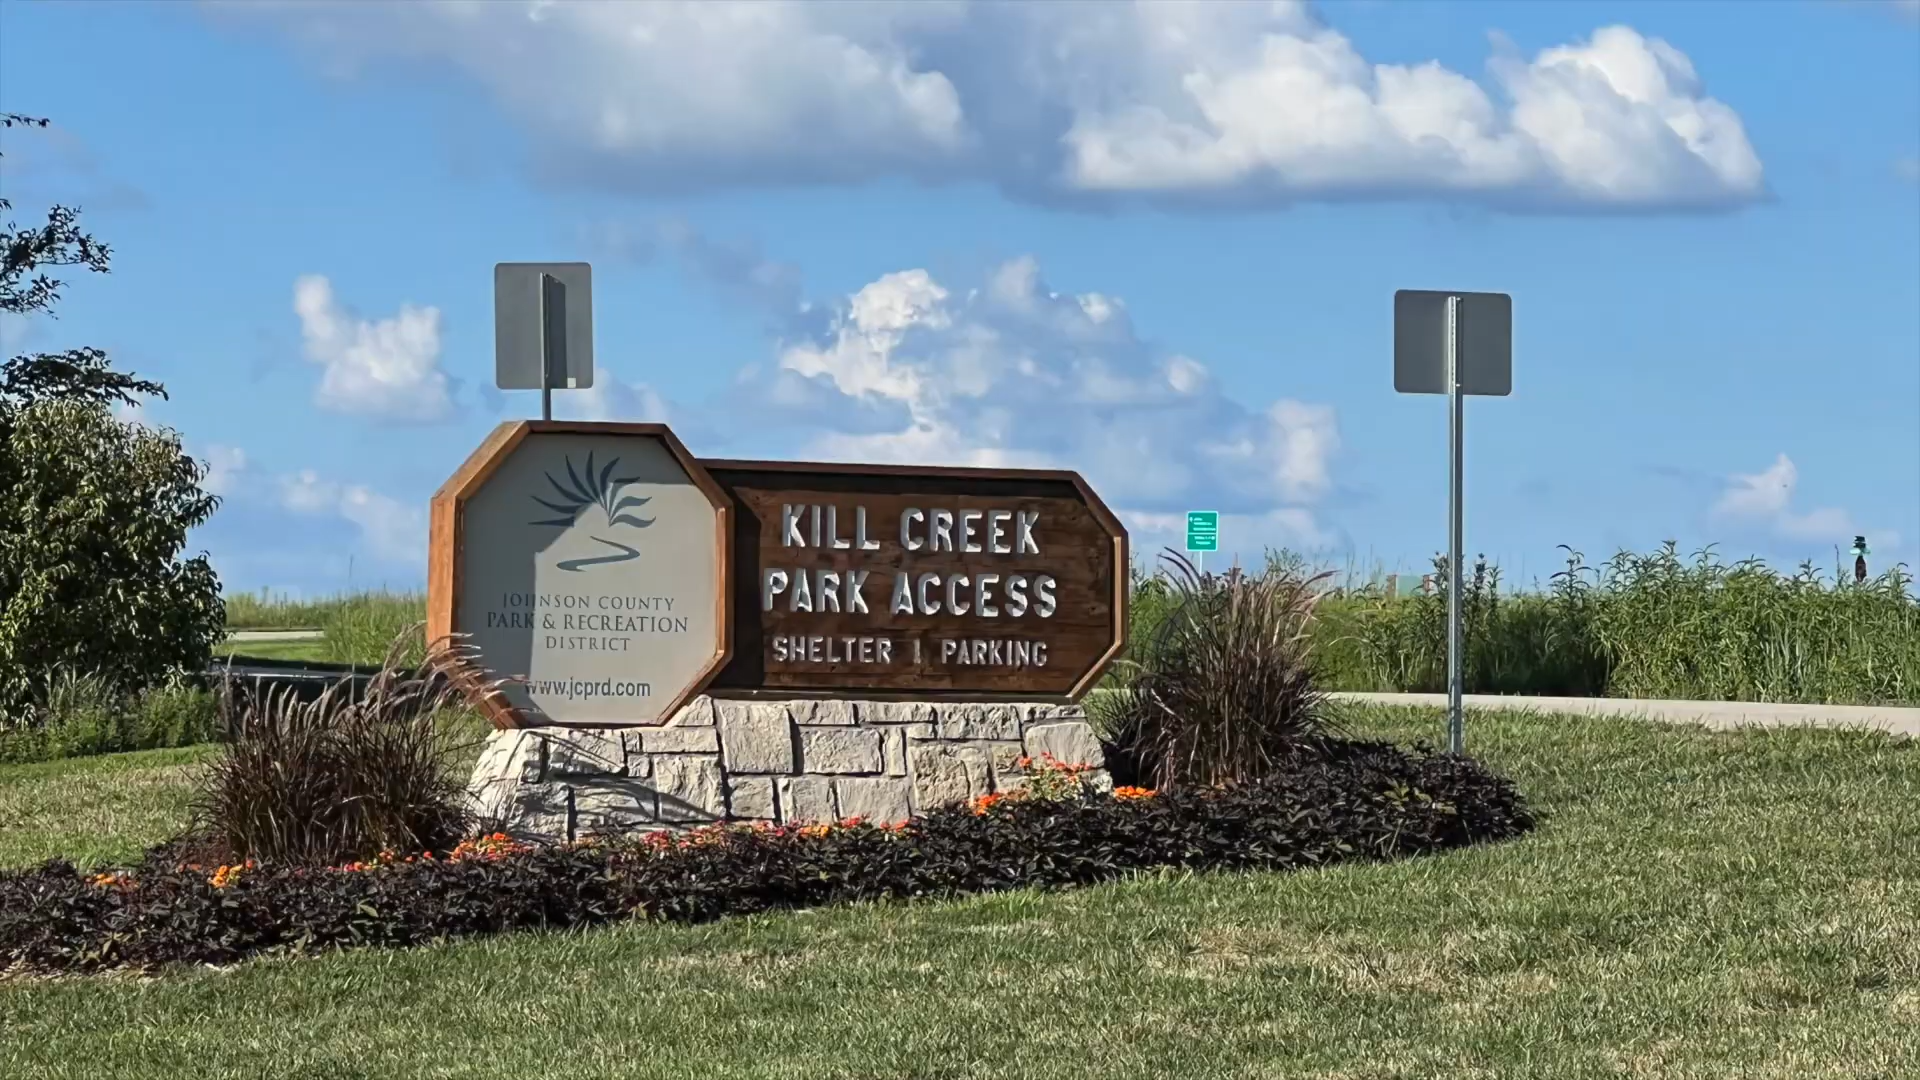 JOHNSON COUNTY
PARK & RECREATION
DISTRICT
www.jcprd.com
KILL CREEK
PARK ACCESS
SHELTER | PARKING